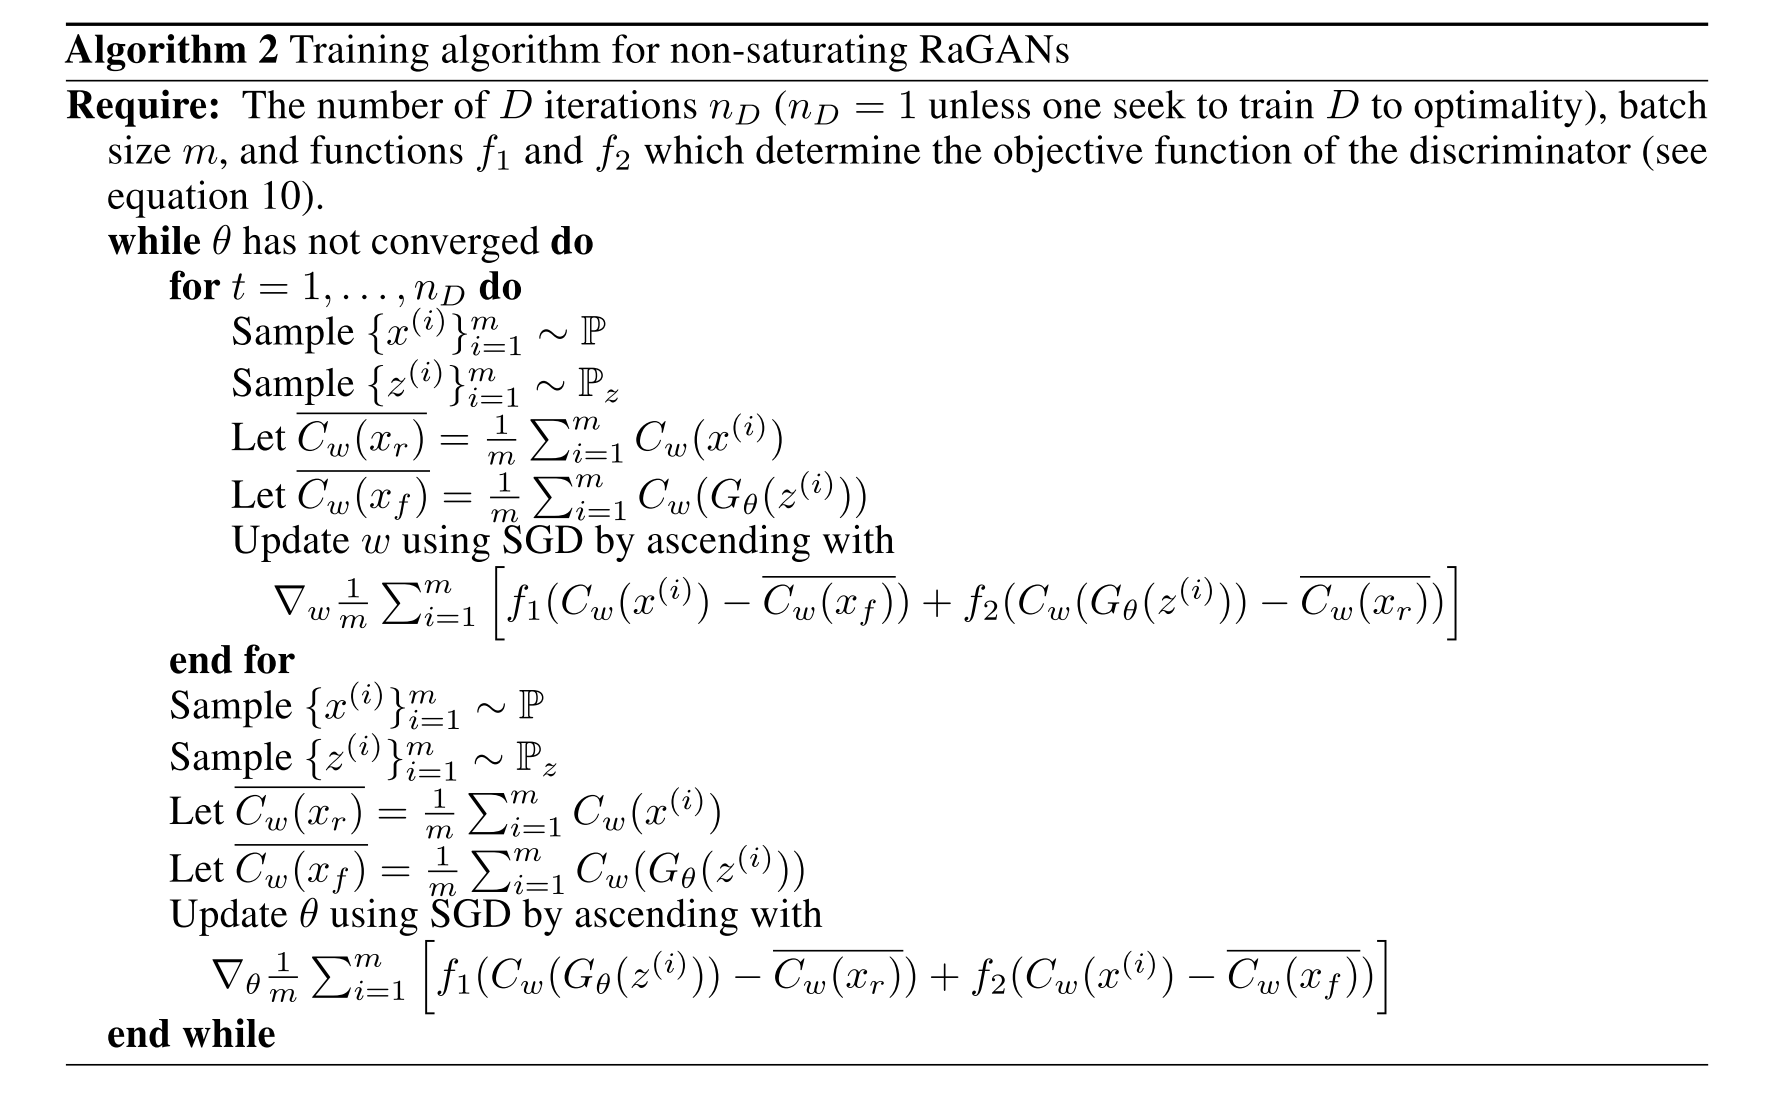 Algorithm 2 Training algorithm for non-saturating RaGANs
Require: The number of $D$ iterations $n_D$ ($n_D = 1$ unless one seek to train $D$ to optimality), batch
size $m$, and functions $f_1$ and $f_2$ which determine the objective function of the discriminator (see
equation 10).
while $\theta$ has not converged do
for $t = 1, \ldots, n_D$ do
Sample $\{x^{(i)}\}_{i=1}^m \sim \mathbb{P}$
Sample $\{z^{(i)}\}_{i=1}^m \sim \mathbb{P}_z$
Let $\overline{C_w(x_r)} = \frac{1}{m} \sum_{i=1}^m C_w(x^{(i)})$
Let $\overline{C_w(x_f)} = \frac{1}{m} \sum_{i=1}^m C_w(G_\theta(z^{(i)}))$
Update $w$ using SGD by ascending with
$\nabla_w \frac{1}{m} \sum_{i=1}^m \left[ f_1(C_w(x^{(i)}) - \overline{C_w(x_f)}) + f_2(C_w(G_\theta(z^{(i)})) - \overline{C_w(x_r)}) \right]$
end for
Sample $\{x^{(i)}\}_{i=1}^m \sim \mathbb{P}$
Sample $\{z^{(i)}\}_{i=1}^m \sim \mathbb{P}_z$
Let $\overline{C_w(x_r)} = \frac{1}{m} \sum_{i=1}^m C_w(x^{(i)})$
Let $\overline{C_w(x_f)} = \frac{1}{m} \sum_{i=1}^m C_w(G_\theta(z^{(i)}))$
Update $\theta$ using SGD by ascending with
$\nabla_\theta \frac{1}{m} \sum_{i=1}^m \left[ f_1(C_w(G_\theta(z^{(i)})) - \overline{C_w(x_r)}) + f_2(C_w(x^{(i)}) - \overline{C_w(x_f)}) \right]$
end while